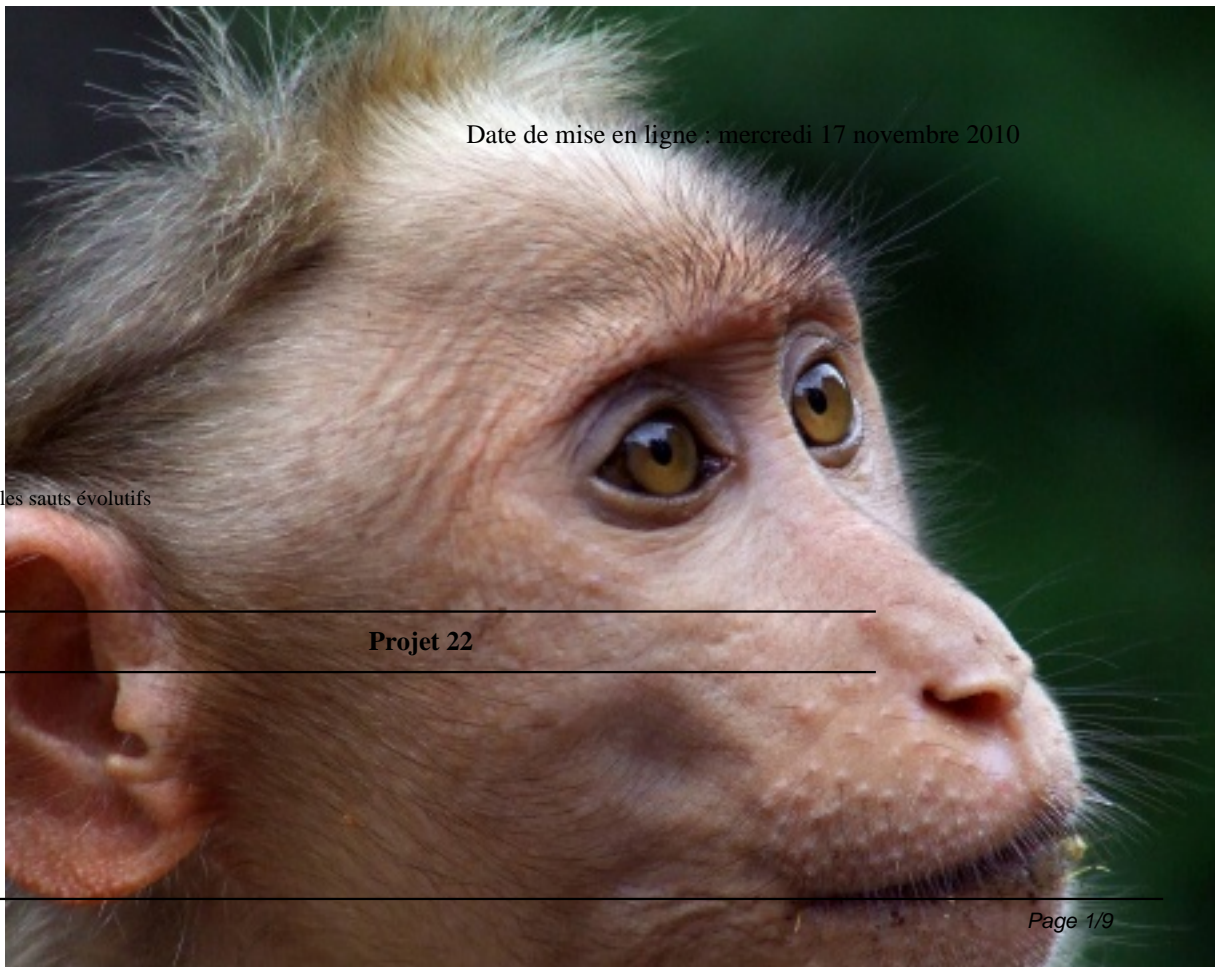 Date de mise en ligne : mercredi 17 novembre 2010
les sauts évolutifs
Projet 22
Page 1/9